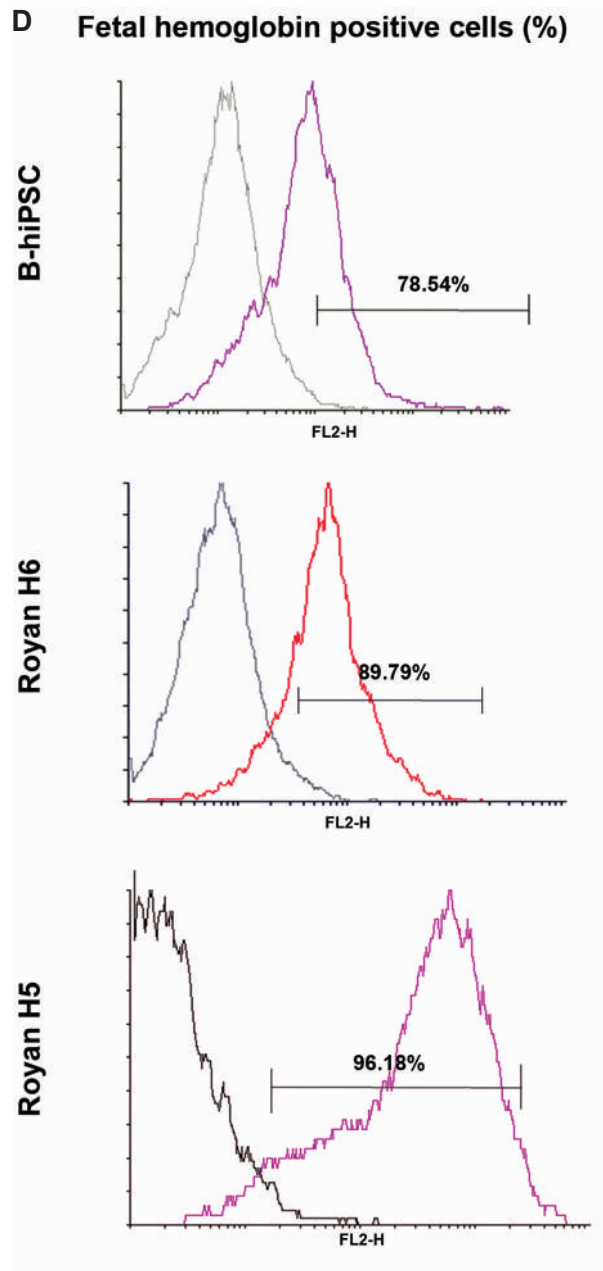 D Fetal hemoglobin positive cells (%)
B-hiPSC
78.54%
FL2-H
Royan H6
89.79%
FL2-H
Royan H5
96.18%
FL2-H